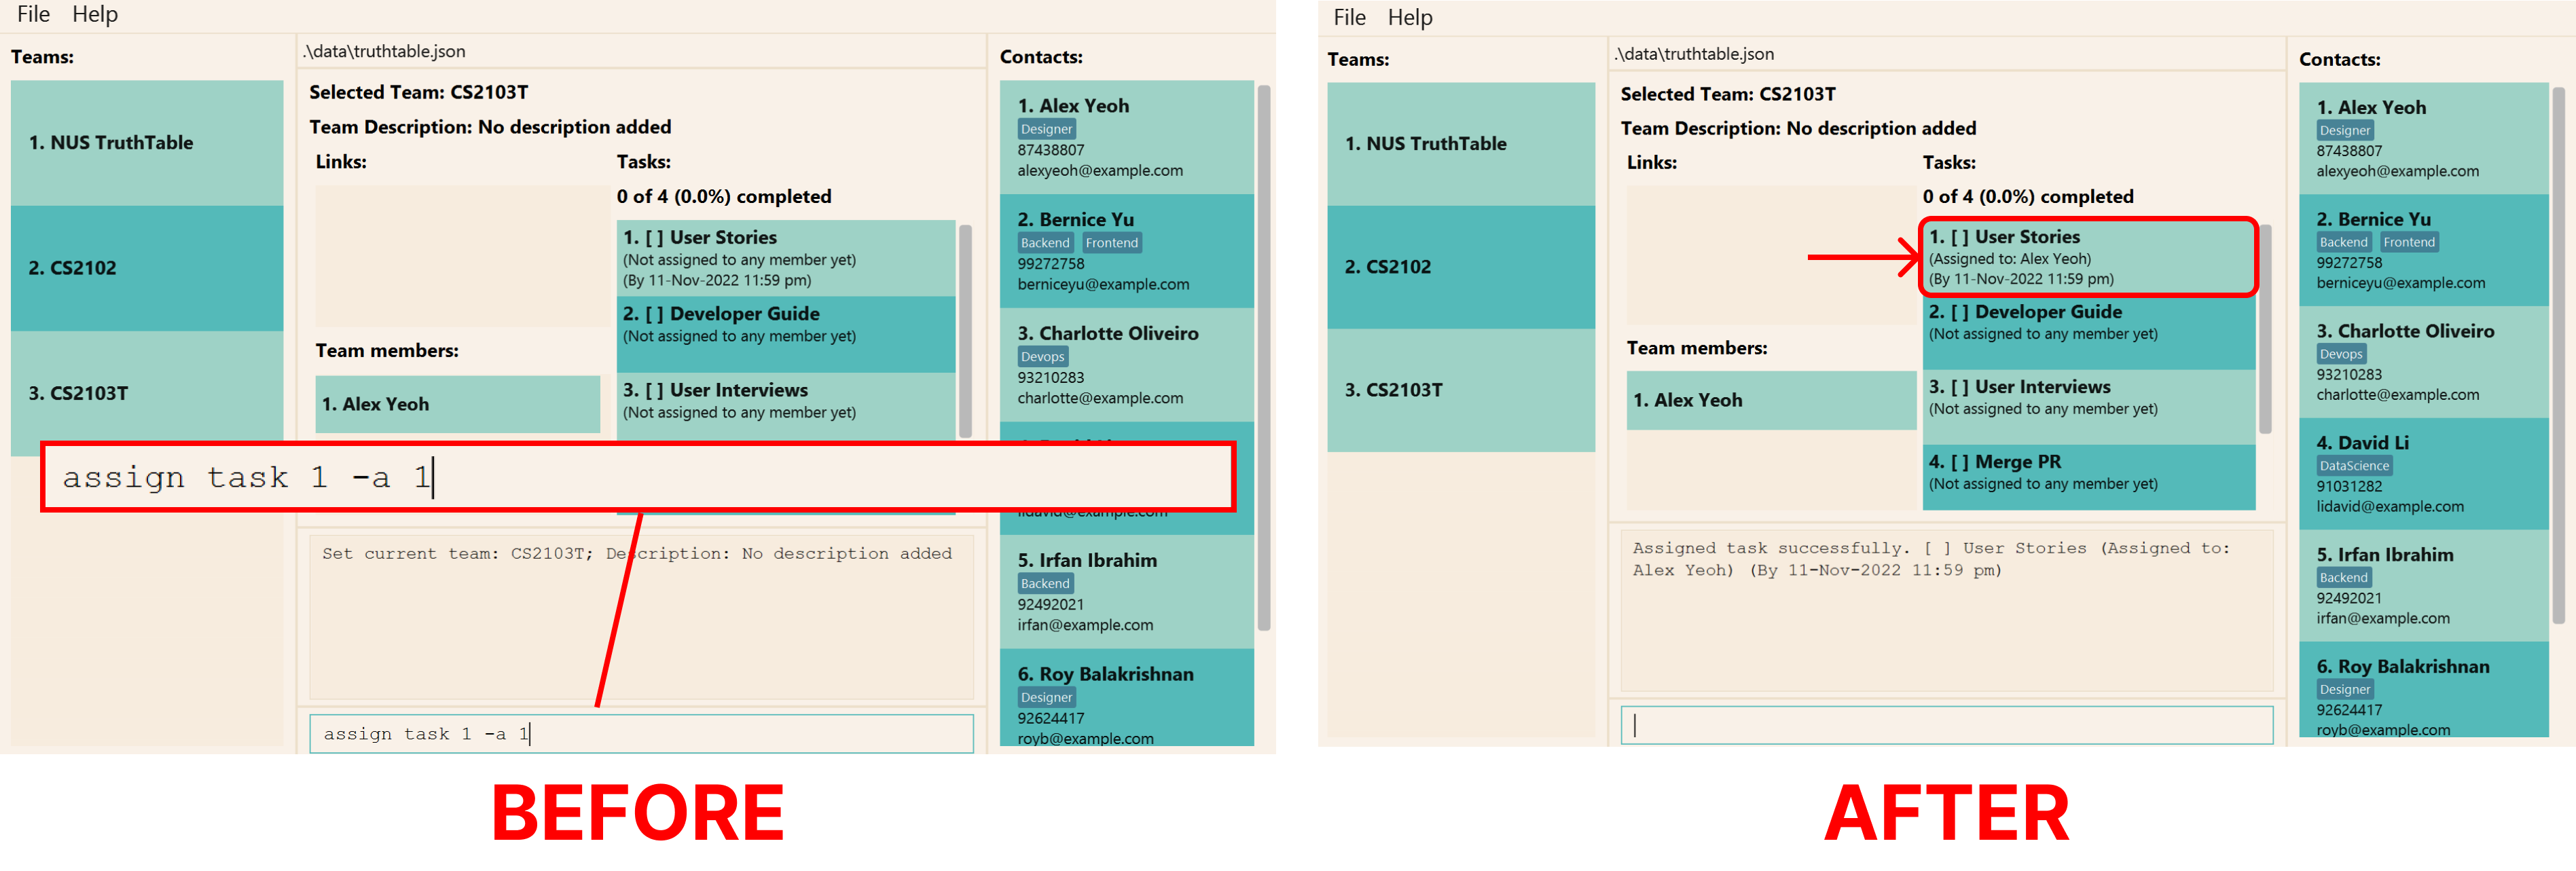 File Help
Teams:
1. NUS TruthTable
2. CS2102
3. CS2103T
.\data\truthtable.json
Selected Team: CS2103T
Team Description: No description added
Links:
Team members:
1. Alex Yeoh
Tasks:
0 of 4 (0.0%) completed
1. [ ] User Stories
(Not assigned to any member yet)
(By 11-Nov-2022 11:59 pm)
2. [ ] Developer Guide
(Not assigned to any member yet)
3. [ ] User Interviews
(Not assigned to any member yet)
assign task 1 -a 1
Set current team: CS2103T; Description: No description added
assign task 1 -a 1
Contacts:
1. Alex Yeoh
Designer
87438807
alexyeoh@example.com
2. Bernice Yu
Backend Frontend
99272758
berniceyu@example.com
3. Charlotte Oliveiro
Devops
93210283
charlotte@example.com
lidavid@example.com
5. Irfan Ibrahim
Backend
92492021
irfan@example.com
6. Roy Balakrishnan
Designer
92624417
royb@example.com
BEFORE
File Help
Teams:
1. NUS TruthTable
2. CS2102
3. CS2103T
.\data\truthtable.json
Selected Team: CS2103T
Team Description: No description added
Links:
Team members:
1. Alex Yeoh
Tasks:
0 of 4 (0.0%) completed
1. [ ] User Stories
(Assigned to: Alex Yeoh)
(By 11-Nov-2022 11:59 pm)
2. [ ] Developer Guide
(Not assigned to any member yet)
3. [ ] User Interviews
(Not assigned to any member yet)
4. [ ] Merge PR
(Not assigned to any member yet)
Assigned task successfully. [ ] User Stories (Assigned to:
Alex Yeoh) (By 11-Nov-2022 11:59 pm)
Contacts:
1. Alex Yeoh
Designer
87438807
alexyeoh@example.com
2. Bernice Yu
Backend Frontend
99272758
berniceyu@example.com
3. Charlotte Oliveiro
Devops
93210283
charlotte@example.com
4. David Li
DataScience
91031282
lidavid@example.com
5. Irfan Ibrahim
Backend
92492021
irfan@example.com
6. Roy Balakrishnan
Designer
92624417
royb@example.com
AFTER